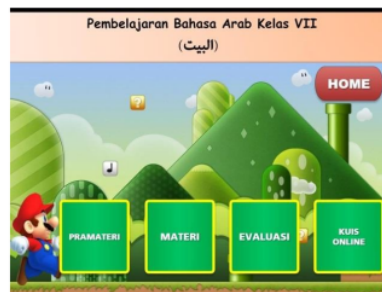 Pembelajaran Bahasa Arab Kelas VII
(البيت)
HOME
PRAMATERI
MATERI
EVALUASI
KUIS
ONLINE